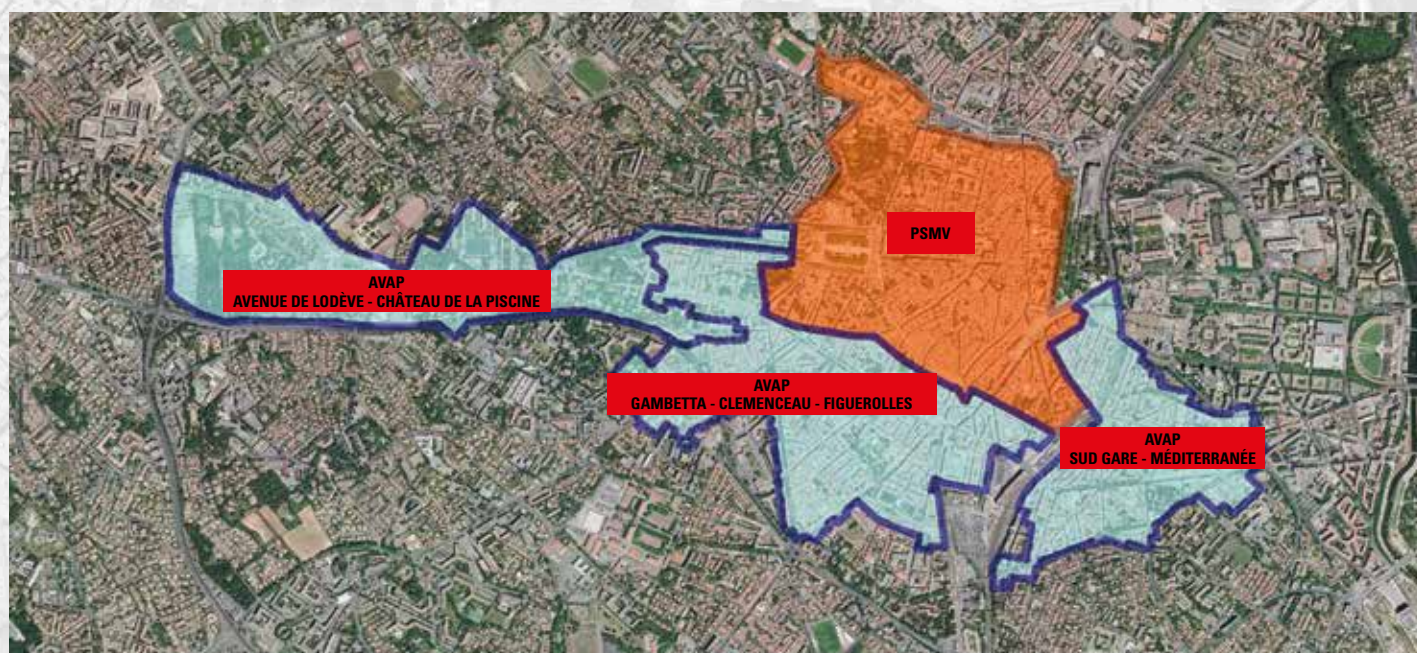 PSMV
AVAP
AVENUE DE LODÈVE - CHÂTEAU DE LA PISCINE
AVAP
GAMBETTA - CLEMENCEAU - FIGUEROLLES
AVAP
SUD GARE - MÉDITERRANÉE